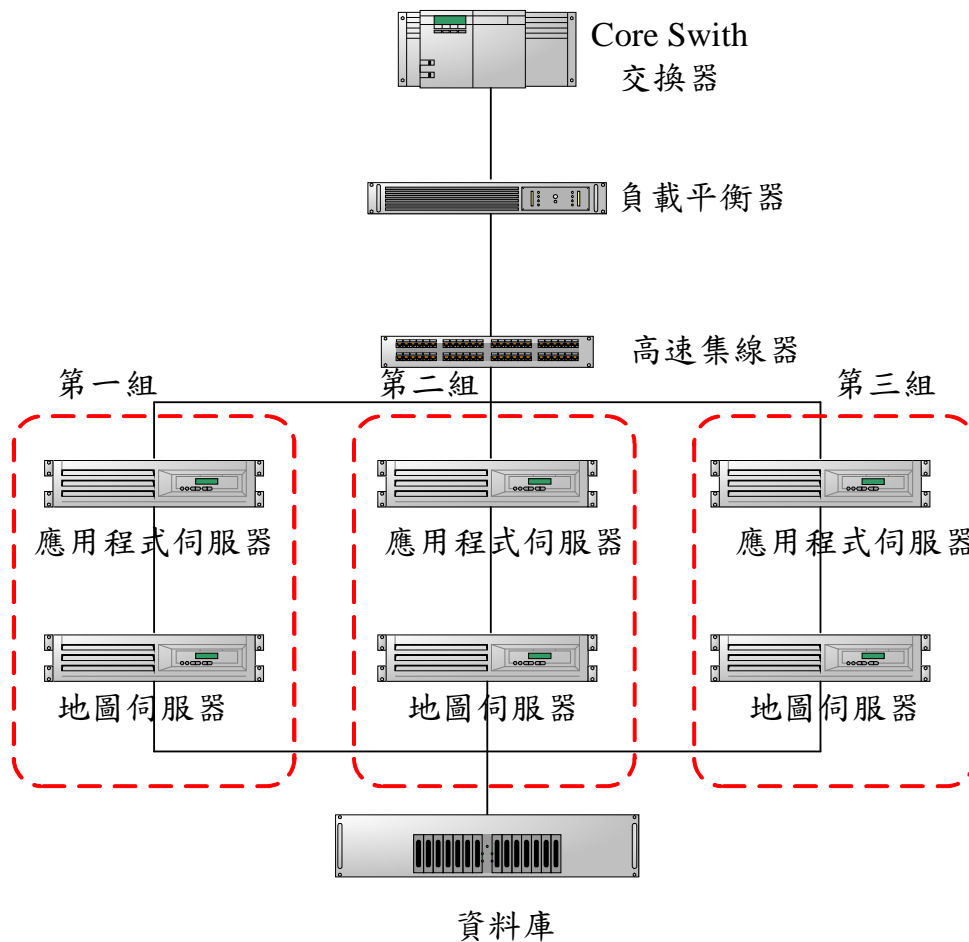 Core Swith
交換器
負載平衡器
高速集線器
第一組
第二組
第三組
應用程式伺服器
應用程式伺服器
應用程式伺服器
地圖伺服器
地圖伺服器
地圖伺服器
資料庫